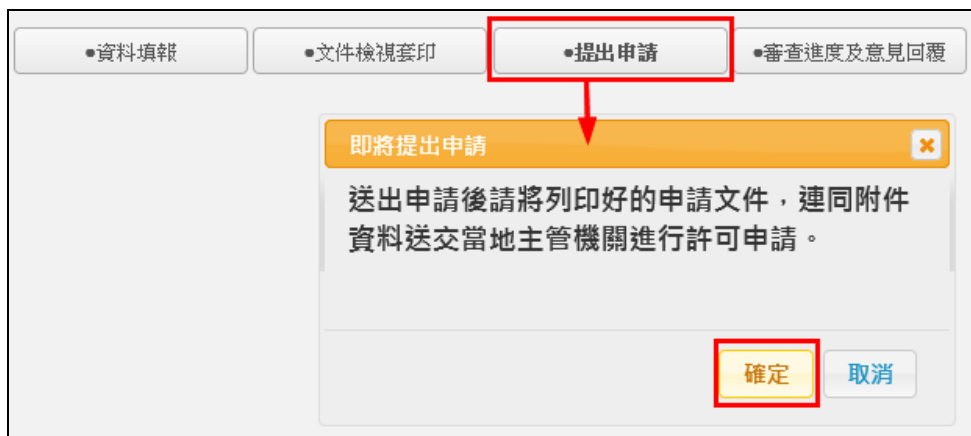 ●資料填報
●文件檢視套印
●提出申請
●審查進度及意見回覆
即將提出申請
送出申請後請將列印好的申請文件，連同附件
資料送交當地主管機關進行許可申請。
確定
取消